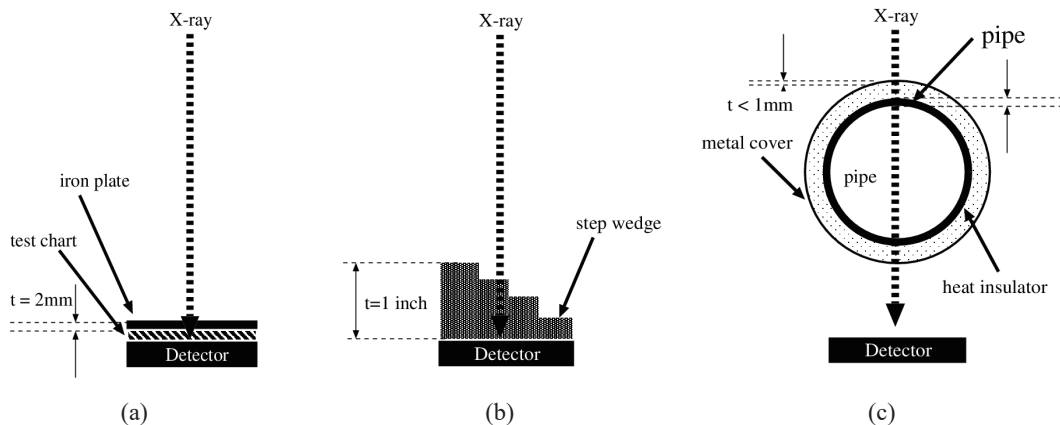 X-ray
iron plate
test chart
t = 2mm
Detector
(a)
X-ray
step wedge
t=1 inch
Detector
(b)
X-ray
pipe
t < 1mm
metal cover
pipe
heat insulator
Detector
(c)